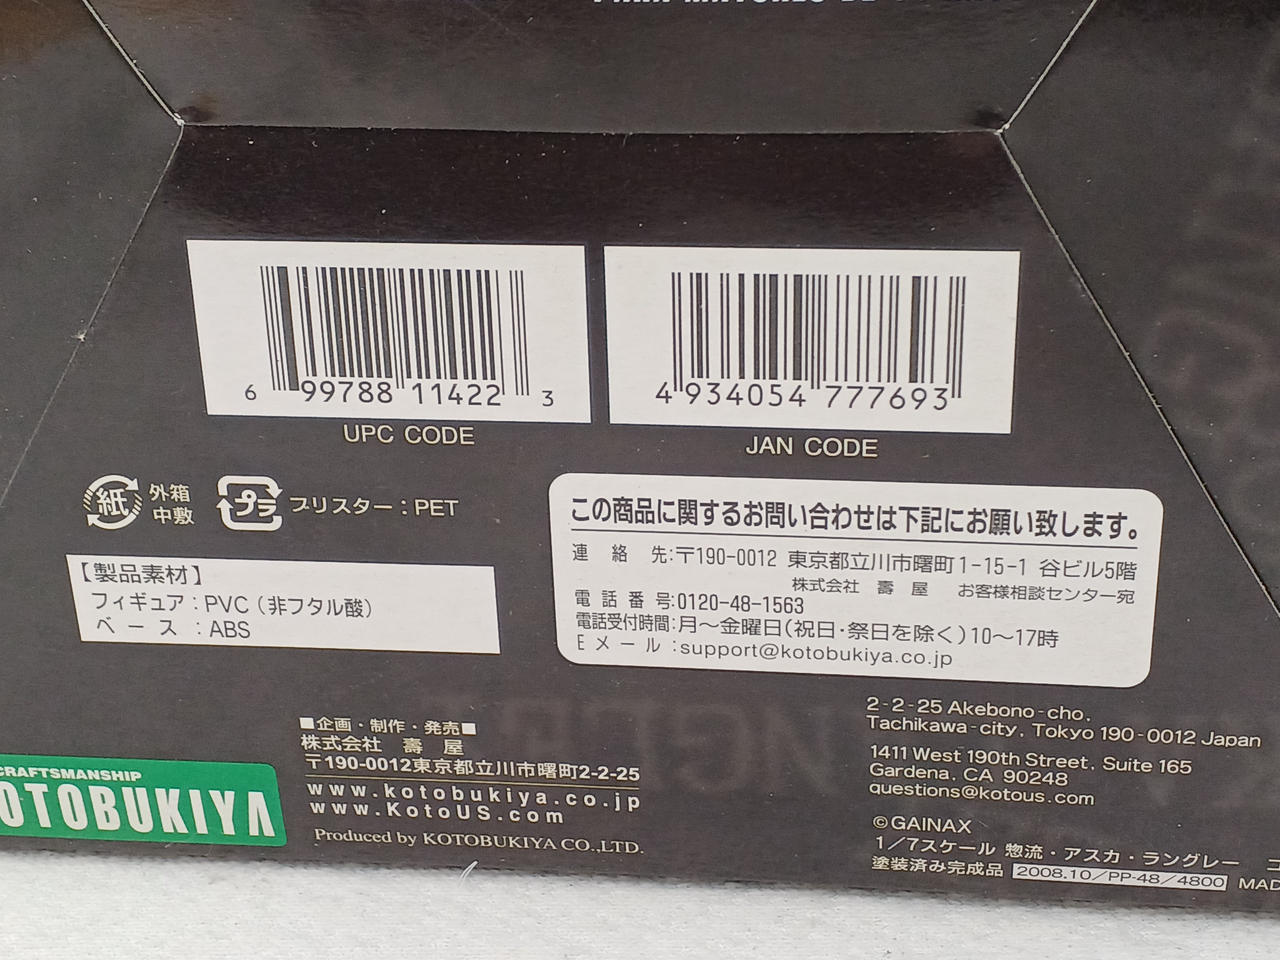 6 99788 11422 3
UPC CODE
4 934054 777693
JAN CODE
紙 外箱
中敷
プラ ブリスター：PET
【製品素材】
フィギュア：PVC（非フタル酸）
ベース：ABS
この商品に関するお問い合わせは下記にお願い致します。
連絡先：〒190-0012 東京都立川市曙町1-15-1 谷ビル5階
株式会社 壽屋 お客様相談センター宛
電話番号：0120-48-1563
電話受付時間：月～金曜日（祝日・祭日を除く）10～17時
Eメール：support@kotobukiya.co.jp
CRAFTSMANSHIP
KOTOBUKIYA
■企画・制作・発売■
株式会社 壽屋
〒190-0012東京都立川市曙町2-2-25
www.kotobukiya.co.jp
www.KotoUS.com
Produced by KOTOBUKIYA CO.,LTD.
2-2-25 Akebono-cho,
Tachikawa-city, Tokyo 190-0012 Japan
1411 West 190th Street, Suite 165
Gardena, CA 90248
questions@kotous.com
©GAINAX
1/7スケール 惣流・アスカ・ラングレー
塗装済み完成品 2008.10/PP-48/4800 MAD